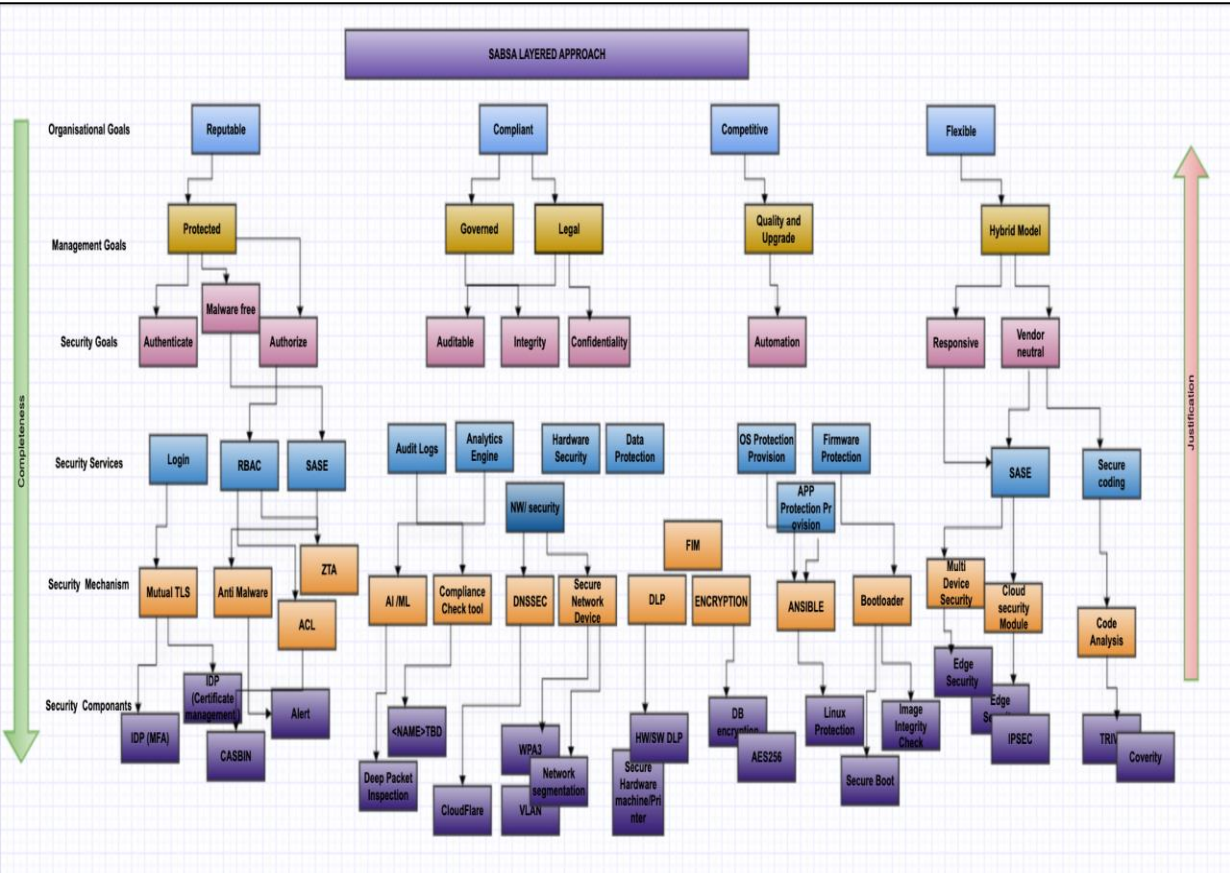 SABSA LAYERED APPROACH
Organisational Goals
Reputable
Compliant
Competitive
Flexible
Management Goals
Protected
Governed
Legal
Quality and
Upgrade
Hybrid Model
Security Goals
Authenticate
Malware free
Authorize
Auditable
Integrity
Confidentiality
Automation
Responsive
Vendor
neutral
Security Services
Login
RBAC
SASE
Audit Logs
Analytics
Engine
Hardware
Security
Data
Protection
NW/ security
OS Protection
Provision
Firmware
Protection
APP
Protection Pr
ovision
SASE
Secure
coding
Security Mechanism
Mutual TLS
Anti Malware
ZTA
ACL
AI /ML
Compliance
Check tool
DNSSEC
Secure
Network
Device
FIM
DLP
ENCRYPTION
ANSIBLE
Bootloader
Multi
Device
Security
Cloud
security
Module
Code
Analysis
Security Componants
IDP (MFA)
IDP
(Certificate
management)
CASBIN
Alert
<NAME>TBD
Deep Packet
Inspection
CloudFlare
WPA3
Network
segmentation
VLAN
HW/SW DLP
Secure
Hardware
machine/Pri
nter
DB
AES256
Linux
Protection
Secure Boot
Image
Integrity
Check
Edge
Security
Edge
IPSEC
Coverity
Completeness
Justification